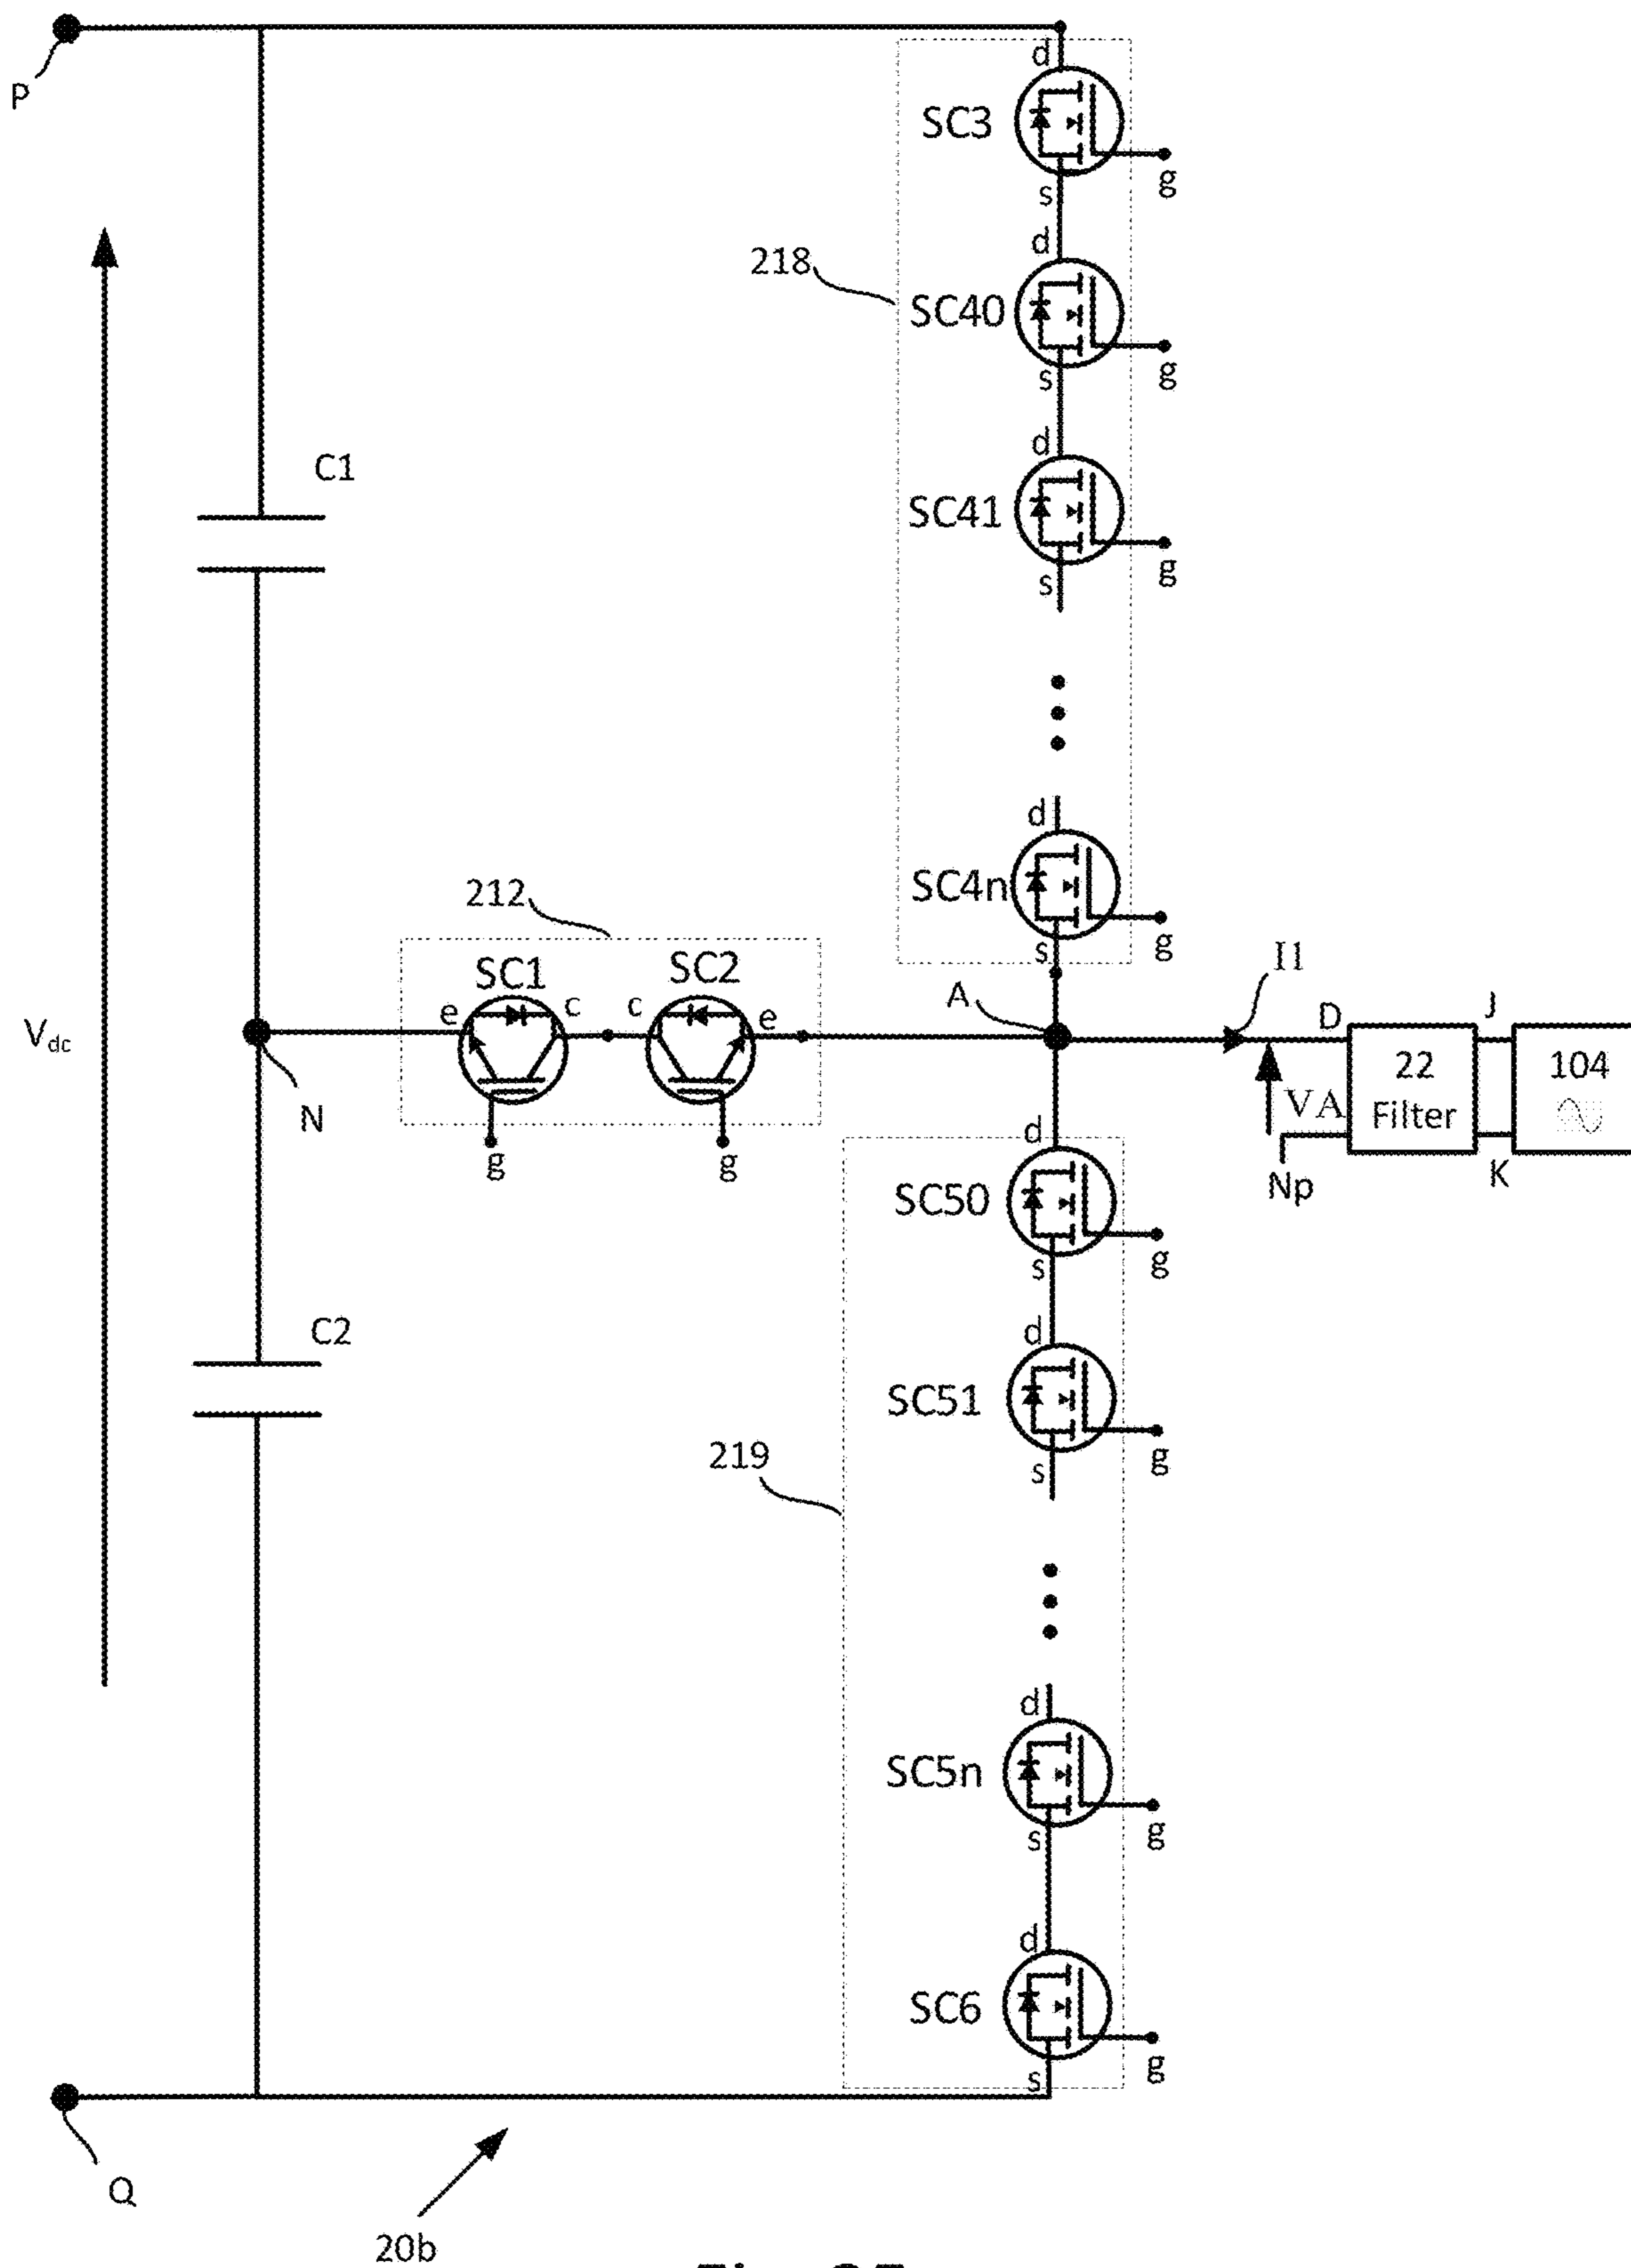 P
d
SC3
g
s
d
218
SC40
g
s
d
C1
SC41
g
s
d
212
SC4n
g
s
SC1
SC2
A
I1
e
c
c
e
D
J
Vdc
22
Filter
104
VA
N
g
g
Np
K
d
SC50
g
s
C2
d
SC51
g
219
s
d
SC5n
g
s
d
SC6
g
s
Q
20b